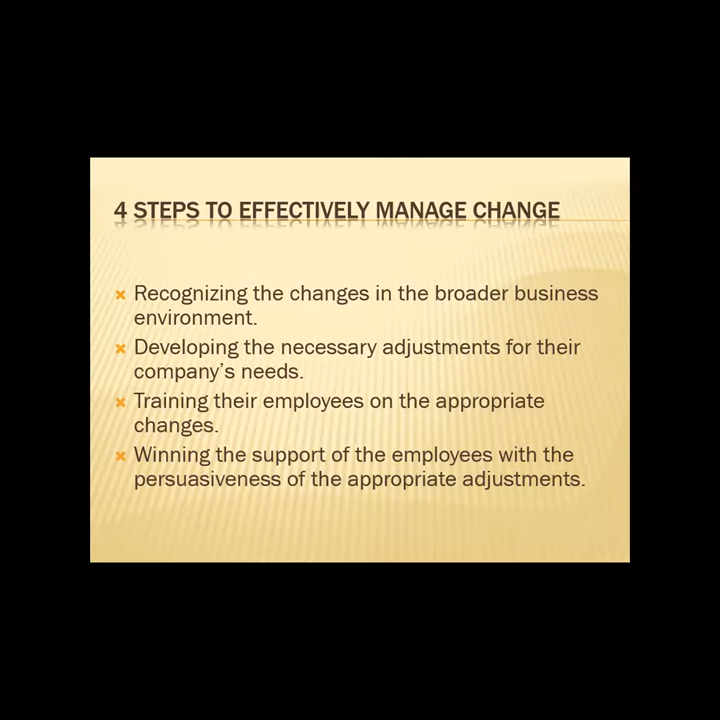 4 STEPS TO EFFECTIVELY MANAGE CHANGE
Recognizing the changes in the broader business
environment.
Developing the necessary adjustments for their
company’s needs.
Training their employees on the appropriate
changes.
Winning the support of the employees with the
persuasiveness of the appropriate adjustments.